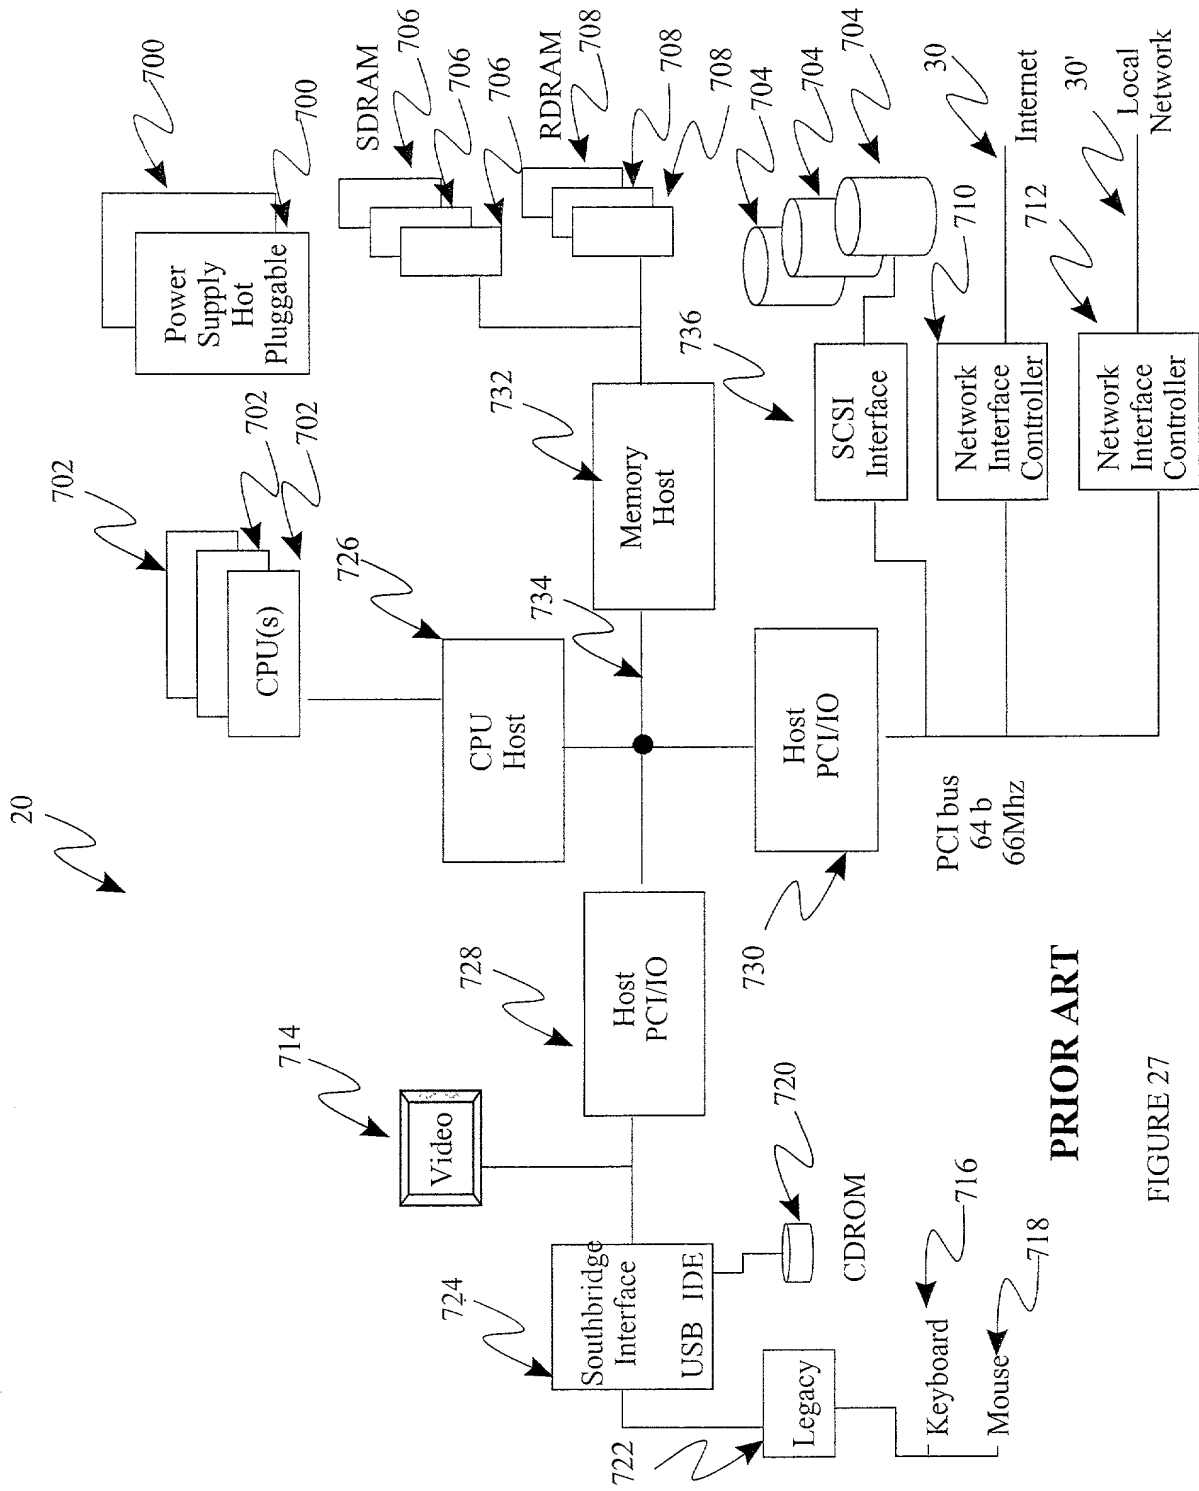 20
702
702
702
CPU(s)
700
700
Power
Supply
Hot
Pluggable
714
Video
726
CPU
Host
SDRAM
706
706
706
RDRAM
708
708
708
724
Southbridge
Interface
USB IDE
728
Host
PCI/IO
734
732
Memory
Host
736
704
704
704
722
Legacy
720
CDROM
730
Host
PCI/IO
SCSI
Interface
710
30
Internet
Network
Interface
Controller
712
30'
Local
Network
Network
Interface
Controller
PCI bus
64 b
66Mhz
Keyboard
716
Mouse
718
PRIOR ART
FIGURE 27